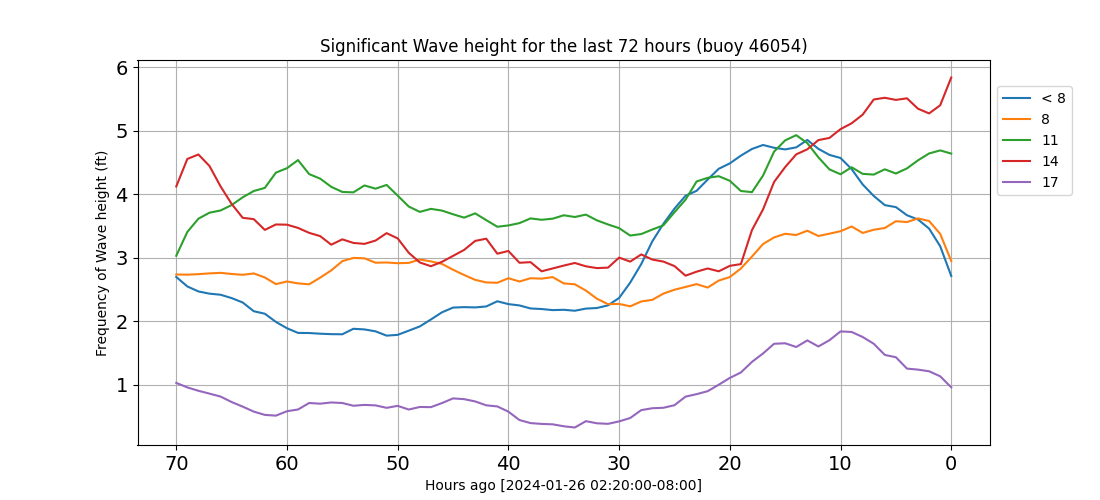 Significant Wave height for the last 72 hours (buoy 46054)
Frequency of Wave height (ft)
6
5
4
3
2
1
70 60 50 40 30 20 10 0
Hours ago [2024-01-26 02:20:00-08:00]
< 8
8
11
14
17